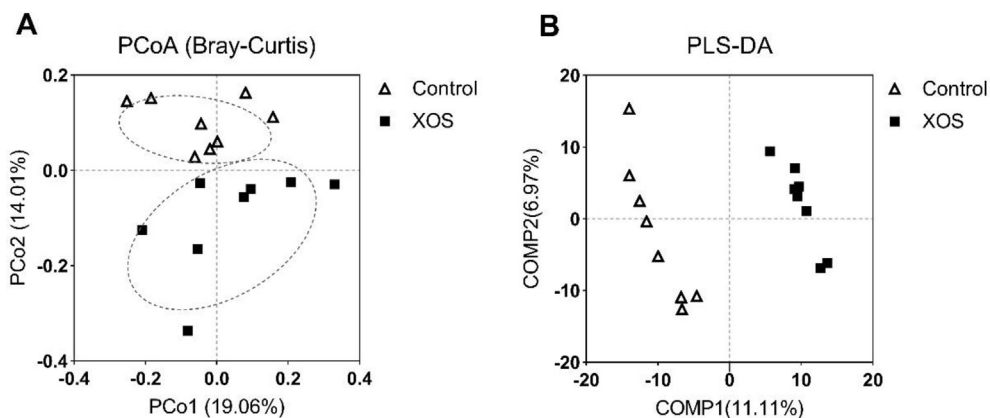 A
PCoA (Bray-Curtis)
0.2
0.0
-0.2
-0.4
-0.4
-0.2
0.0
0.2
0.4
PCo2 (14.01%)
PCo1 (19.06%)
Control
XOS
B
PLS-DA
20
10
0
-10
-20
-20
-10
0
10
20
COMP2(6.97%)
COMP1(11.11%)
Control
XOS